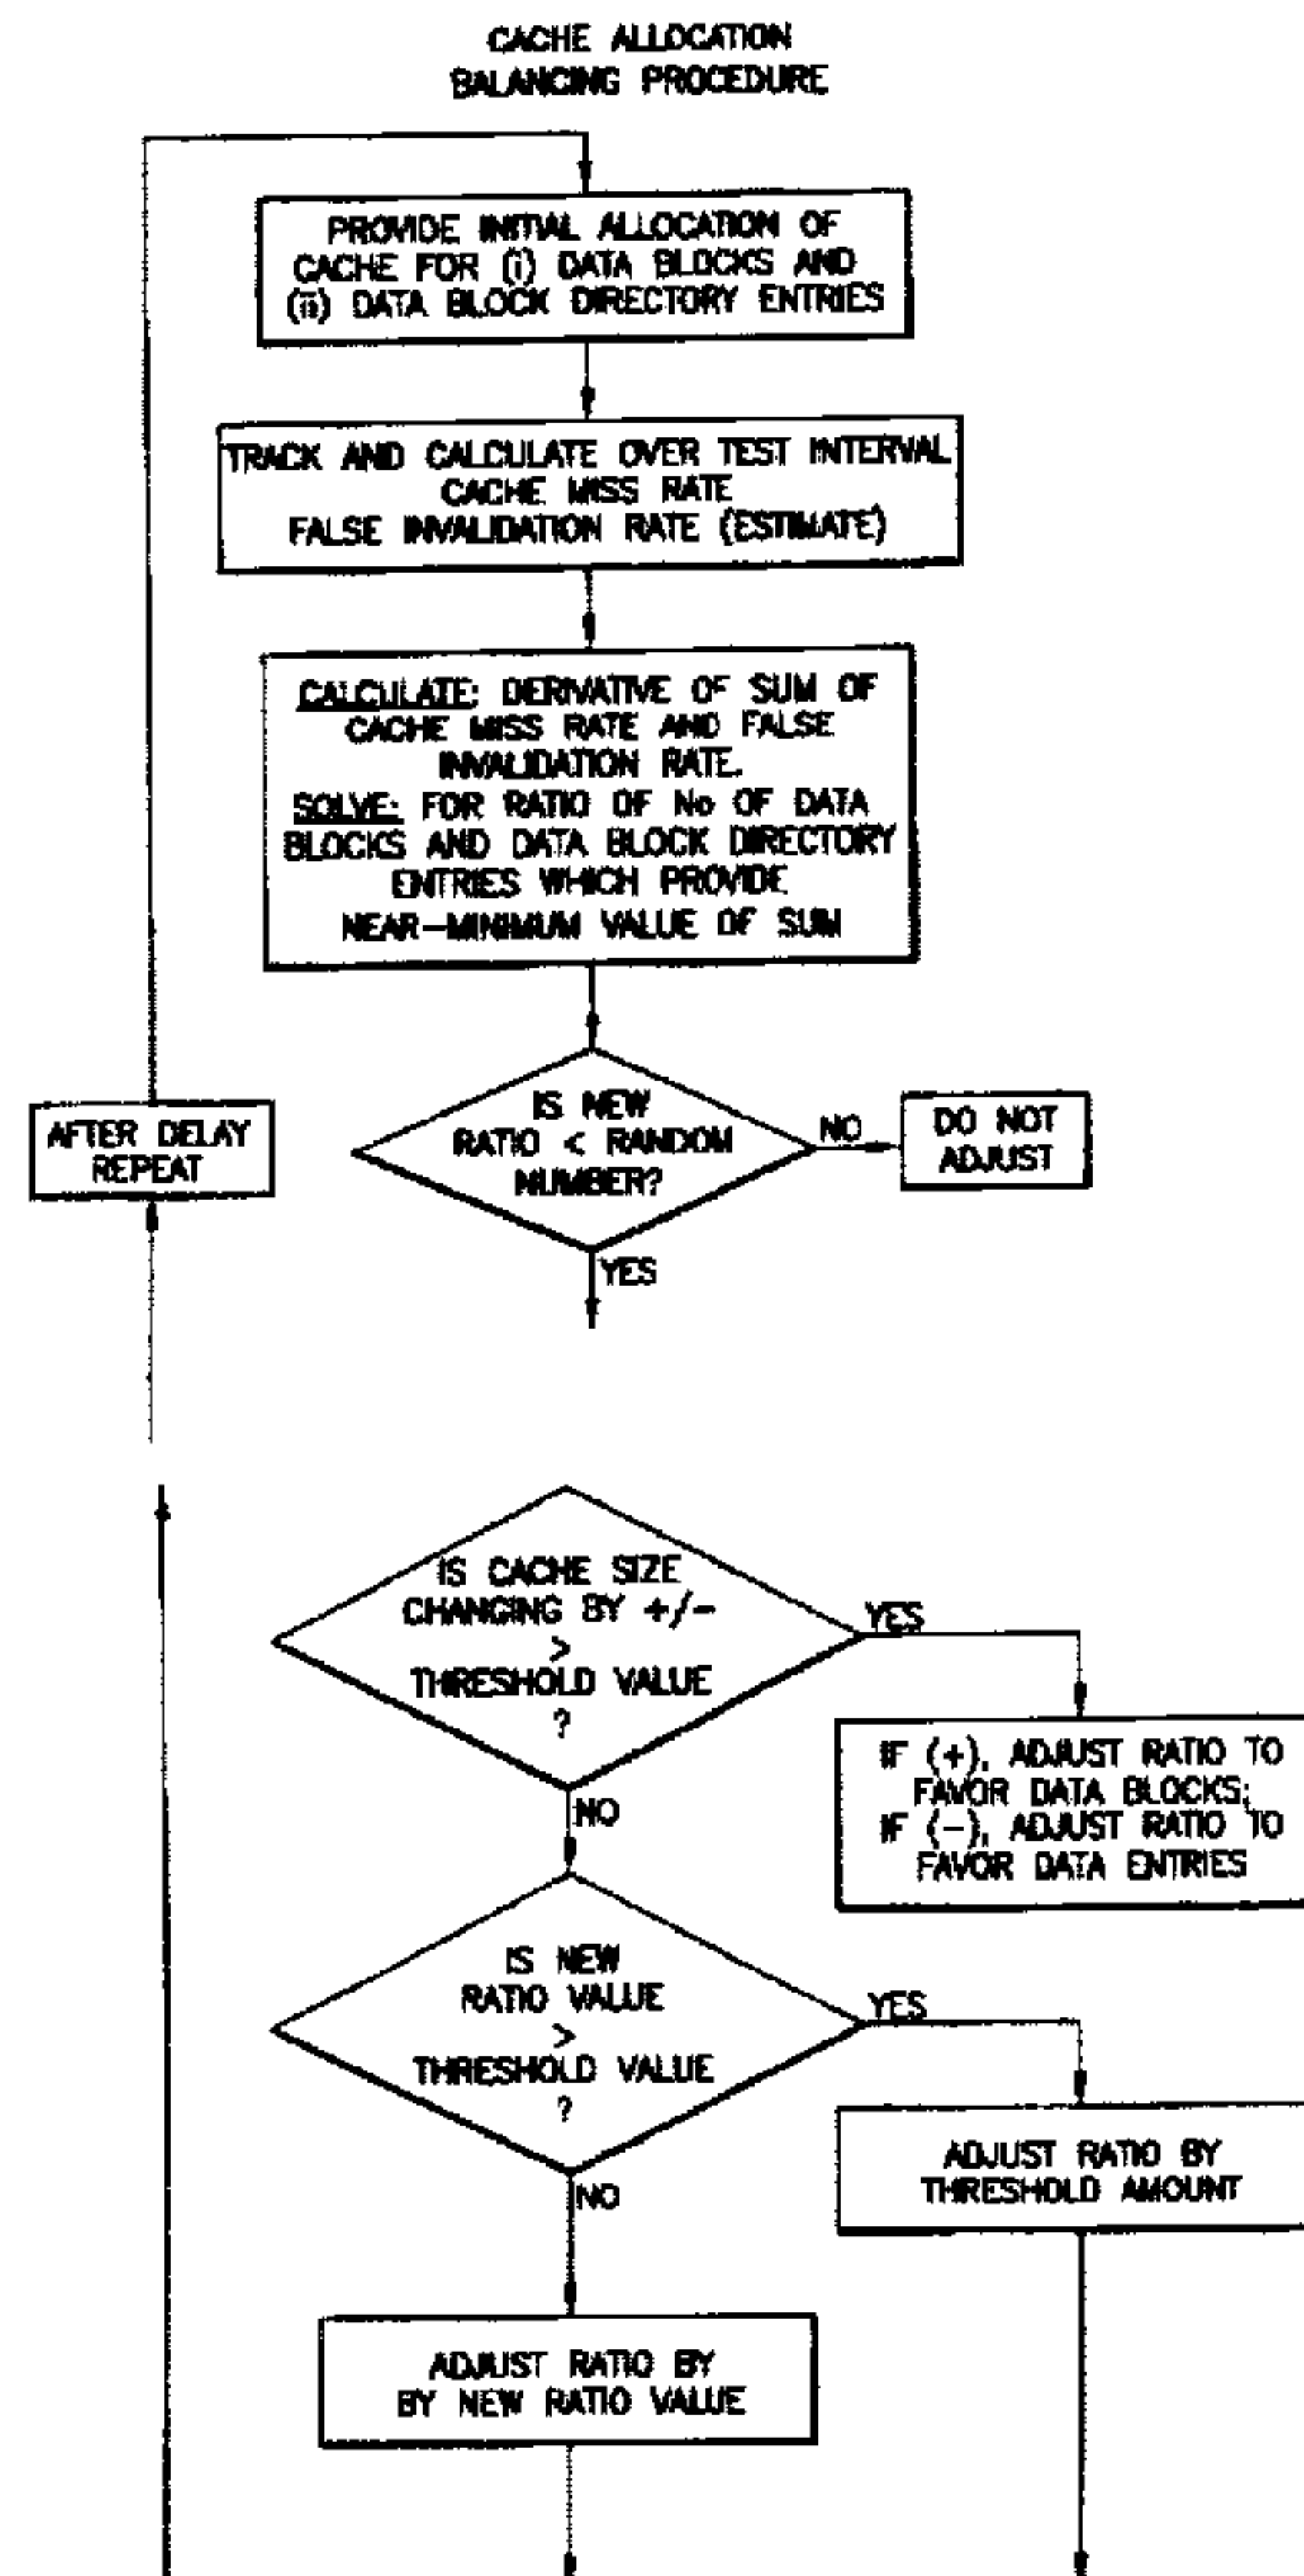 CACHE ALLOCATION
BALANCING PROCEDURE
PROVIDE INITIAL ALLOCATION OF
CACHE FOR (i) DATA BLOCKS AND
(ii) DATA BLOCK DIRECTORY ENTRIES
TRACK AND CALCULATE OVER TEST INTERVAL
CACHE MISS RATE
FALSE INVALIDATION RATE (ESTIMATE)
CALCULATE: DERIVATIVE OF SUM OF
CACHE MISS RATE AND FALSE
INVALIDATION RATE.
SOLVE: FOR RATIO OF No OF DATA
BLOCKS AND DATA BLOCK DIRECTORY
ENTRIES WHICH PROVIDE
NEAR-MINIMUM VALUE OF SUM
AFTER DELAY
REPEAT
IS NEW
RATIO < RANDOM
NUMBER?
NO
DO NOT
ADJUST
YES
IS CACHE SIZE
CHANGING BY +/-
>
THRESHOLD VALUE
?
YES
IF (+), ADJUST RATIO TO
FAVOR DATA BLOCKS;
IF (-), ADJUST RATIO TO
FAVOR DATA ENTRIES
NO
IS NEW
RATIO VALUE
>
THRESHOLD VALUE
?
YES
ADJUST RATIO BY
THRESHOLD AMOUNT
NO
ADJUST RATIO BY
BY NEW RATIO VALUE